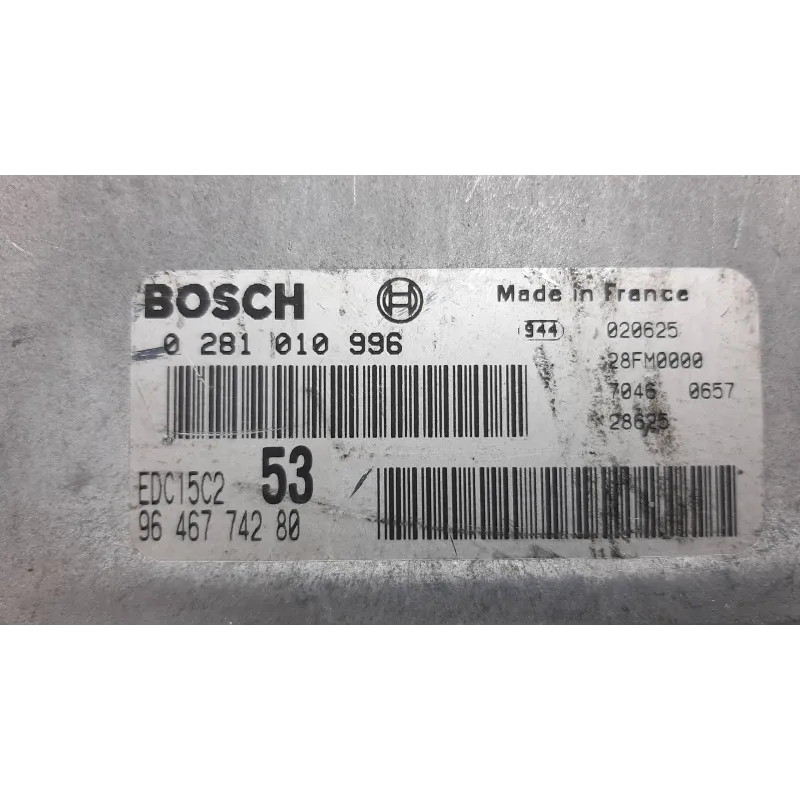 BOSCH Made in France
0 281 010 996 944 020625
28FM0000
7046 0657
28625
EDC15C2 53
96 467 742 80